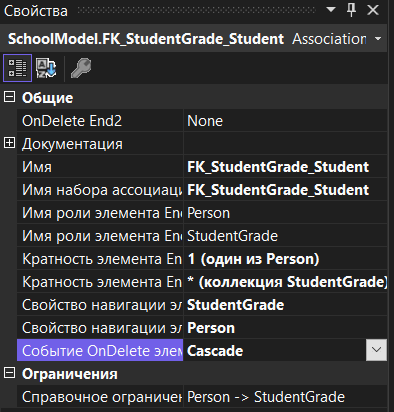 Свойства
SchoolModel.FK_StudentGrade_Student Association
Общие
OnDelete End2 None
Документация
Имя FK_StudentGrade_Student
Имя набора ассоциаци FK_StudentGrade_Student
Имя роли элемента End Person
Имя роли элемента End StudentGrade
Кратность элемента En 1 (один из Person)
Кратность элемента En * (коллекция StudentGrade)
Свойство навигации эл StudentGrade
Свойство навигации эл Person
Событие OnDelete элем Cascade
Ограничения
Справочное ограничен Person -> StudentGrade